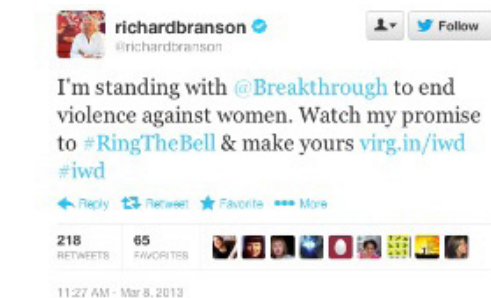 richardbranson
@richardbranson
Follow
I'm standing with @Breakthrough to end
violence against women. Watch my promise
to #RingTheBell & make yours virg.in/iwd
#iwd
Reply Retweet Favorite More
218 65
RETWEETS FAVORITES
11:27 AM - Mar 8, 2013